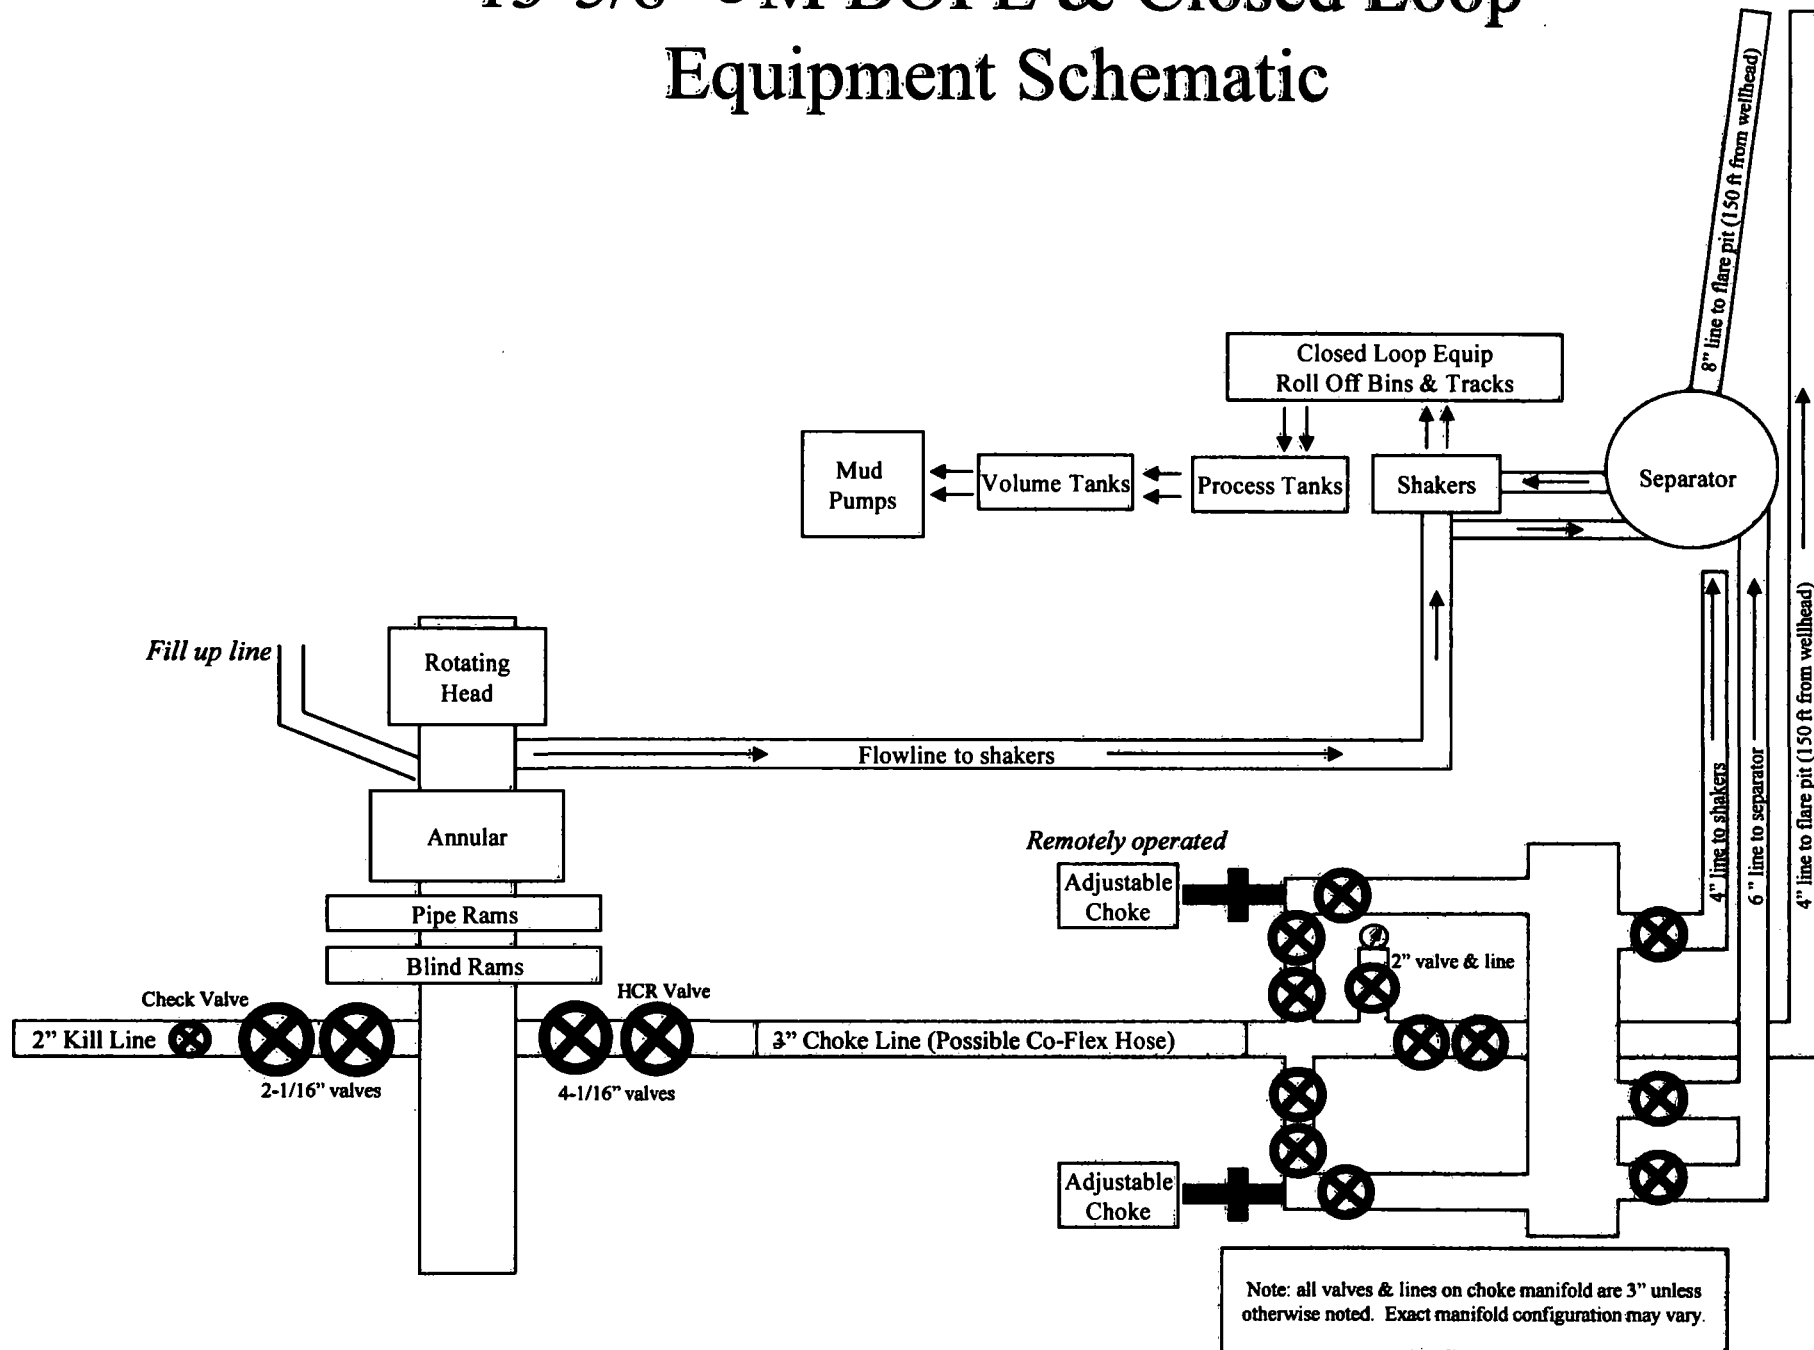 Equipment Schematic
8” line to flare pit (150 ft from wellhead)
4” line to flare pit (150 ft from wellhead)
Closed Loop Equip
Roll Off Bins & Tracks
Mud
Pumps
Volume Tanks
Process Tanks
Shakers
Separator
Fill up line
Rotating
Head
Flowline to shakers
Annular
Pipe Rams
Blind Rams
4” line to shakers
6” line to separator
Remotely operated
Adjustable
Choke
2” valve & line
Check Valve
HCR Valve
2” Kill Line
3” Choke Line (Possible Co-Flex Hose)
2-1/16” valves
4-1/16” valves
Adjustable
Choke
Note: all valves & lines on choke manifold are 3” unless
otherwise noted. Exact manifold configuration may vary.